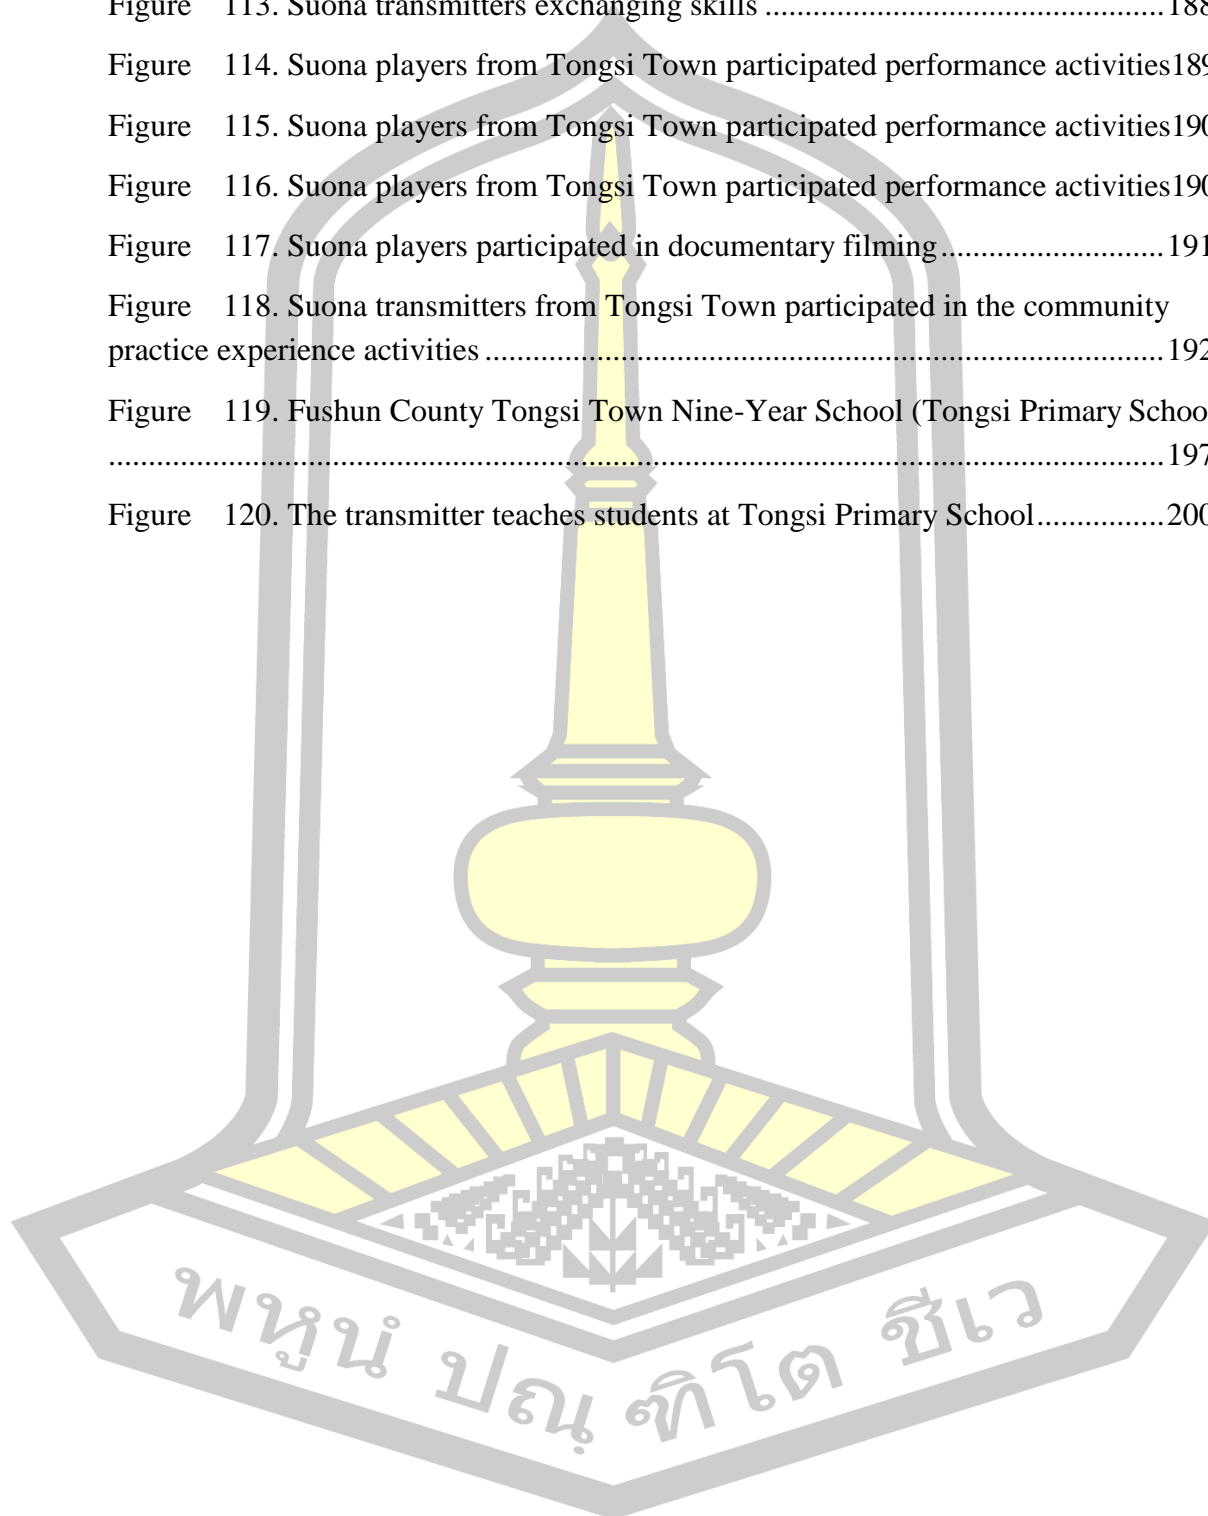 Figure 113. Suona transmitters exchanging skills ..................................................188
Figure 114. Suona players from Tongsi Town participated performance activities189
Figure 115. Suona players from Tongsi Town participated performance activities190
Figure 116. Suona players from Tongsi Town participated performance activities190
Figure 117. Suona players participated in documentary filming ............................191
Figure 118. Suona transmitters from Tongsi Town participated in the community
practice experience activities .....................................................................................192
Figure 119. Fushun County Tongsi Town Nine-Year School (Tongsi Primary School
....................................................................................................................................197
Figure 120. The transmitter teaches students at Tongsi Primary School................200
พหูนํ ปณฺฑิโต ชีเว